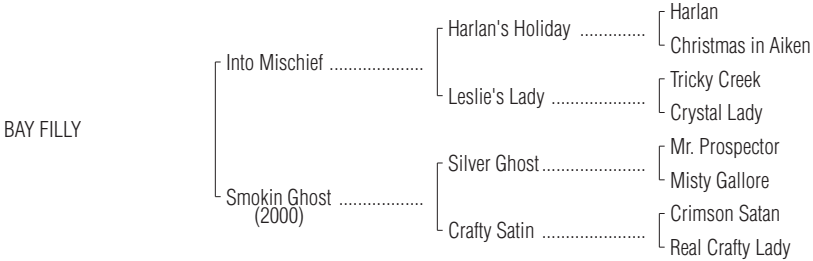 Harlan
Harlan's Holiday ..............
Christmas in Aiken
Into Mischief ....................
Tricky Creek
Leslie's Lady ....................
Crystal Lady
BAY FILLY
Mr. Prospector
Silver Ghost......................
Misty Gallore
Smokin Ghost ..................
(2000)
Crimson Satan
Crafty Satin ......................
Real Crafty Lady